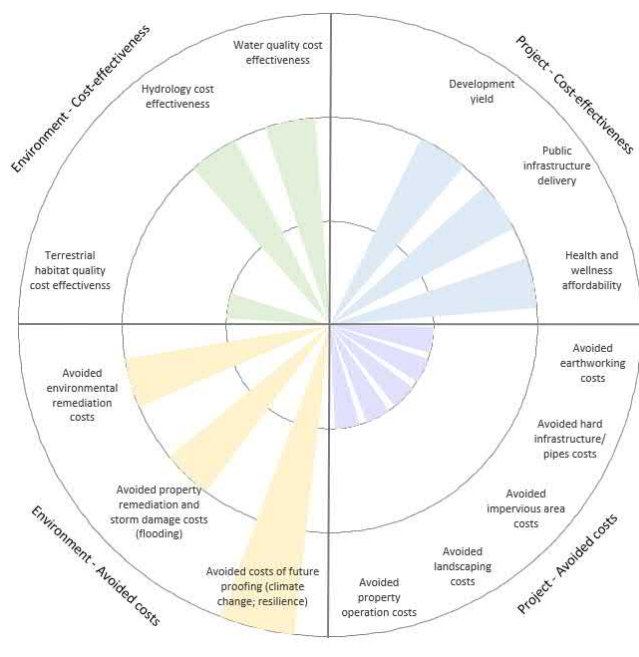 Environment - Cost-effectiveness
Project - Cost-effectiveness
Water quality cost
effectiveness
Hydrology cost
effectiveness
Terrestrial
habitat quality
cost effectivenss
Development
yield
Public
infrastructure
delivery
Health and
wellness
affordability
Avoided
environmental
remediation
costs
Avoided property
remediation and
storm damage costs
(flooding)
Avoided costs of future
proofing (climate
change; resilience)
Avoided
earthworking
costs
Avoided hard
infrastructure/
pipes costs
Avoided
impervious area
costs
Avoided
landscaping
costs
Avoided
property
operation costs
Environment - Avoided costs
Project - Avoided costs